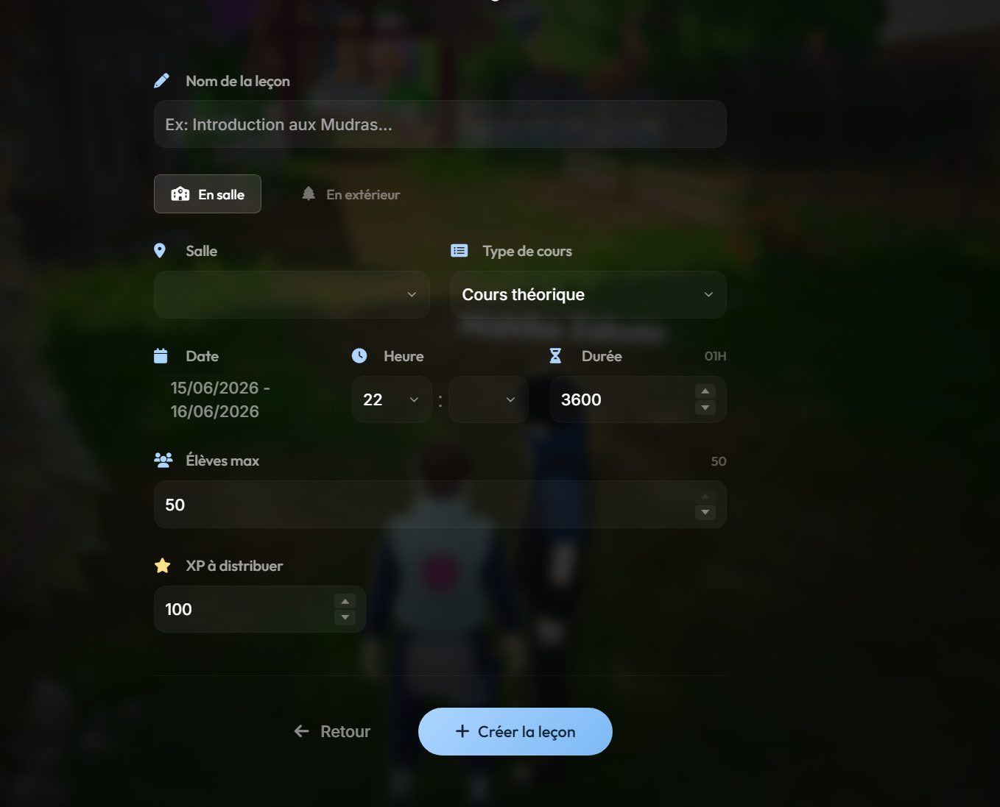 Nom de la leçon
Ex: Introduction aux Mudras...
En salle En extérieur
Salle Type de cours
Cours théorique
Date Heure Durée 01H
15/06/2026 -
16/06/2026
22 : 3600
Élèves max 50
50
XP à distribuer
100
Retour Créer la leçon